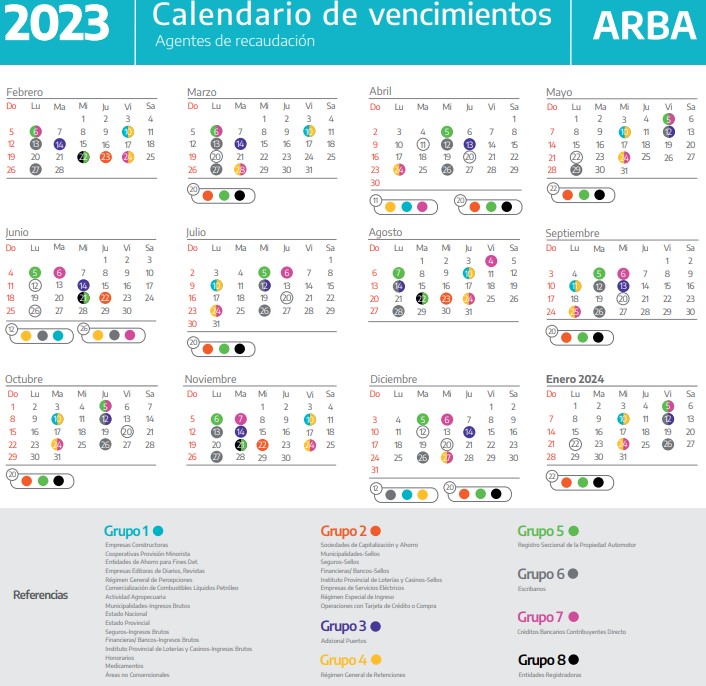 2023
Calendario de vencimientos
Agentes de recaudación
ARBA
Febrero
Do Lu Ma Mi Ju Vi Sa
1 2 3 4
5 6 7 8 9 10 11
12 13 14 15 16 17 18
19 20 21 22 23 24 25
26 27 28
Marzo
Do Lu Ma Mi Ju Vi Sa
1 2 3 4
5 6 7 8 9 10 11
12 13 14 15 16 17 18
19 20 21 22 23 24 25
26 27 28 29 30 31
20
Abril
Do Lu Ma Mi Ju Vi Sa
1
2 3 4 5 6 7 8
9 10 11 12 13 14 15
16 17 18 19 20 21 22
23 24 25 26 27 28 29
30
11
20
Mayo
Do Lu Ma Mi Ju Vi Sa
1 2 3 4 5 6
7 8 9 10 11 12 13
14 15 16 17 18 19 20
21 22 23 24 25 26 27
28 29 30 31
22
Junio
Do Lu Ma Mi Ju Vi Sa
1 2 3
4 5 6 7 8 9 10
11 12 13 14 15 16 17
18 19 20 21 22 23 24
25 26 27 28 29 30
12
26
Julio
Do Lu Ma Mi Ju Vi Sa
1
2 3 4 5 6 7 8
9 10 11 12 13 14 15
16 17 18 19 20 21 22
23 24 25 26 27 28 29
30 31
20
Agosto
Do Lu Ma Mi Ju Vi Sa
1 2 3 4 5
6 7 8 9 10 11 12
13 14 15 16 17 18 19
20 21 22 23 24 25 26
27 28 29 30 31
Septiembre
Do Lu Ma Mi Ju Vi Sa
1 2
3 4 5 6 7 8 9
10 11 12 13 14 15 16
17 18 19 20 21 22 23
24 25 26 27 28 29 30
20
Octubre
Do Lu Ma Mi Ju Vi Sa
1 2 3 4 5 6 7
8 9 10 11 12 13 14
15 16 17 18 19 20 21
22 23 24 25 26 27 28
29 30 31
20
Noviembre
Do Lu Ma Mi Ju Vi Sa
1 2 3 4
5 6 7 8 9 10 11
12 13 14 15 16 17 18
19 20 21 22 23 24 25
26 27 28 29 30
Diciembre
Do Lu Ma Mi Ju Vi Sa
1 2
3 4 5 6 7 8 9
10 11 12 13 14 15 16
17 18 19 20 21 22 23
24 25 26 27 28 29 30
31
12
20
Enero 2024
Do Lu Ma Mi Ju Vi Sa
1 2 3 4 5 6
7 8 9 10 11 12 13
14 15 16 17 18 19 20
21 22 23 24 25 26 27
28 29 30 31
22
Referencias
Grupo 1
Empresas Constructoras
Cooperativas Provisión Minorista
Entidades de Ahorro para Fines Det.
Empresas Editoras de Diarios, Revistas
Régimen General de Percepciones
Comercialización de Combustibles Líquidos Petróleo
Actividad Agropecuaria
Municipalidades-Ingresos Brutos
Estado Nacional
Estado Provincial
Seguros-Ingresos Brutos
Financieras/ Bancos-Ingresos Brutos
Instituto Provincial de Loterías y Casinos-Ingresos Brutos
Honorarios
Medicamentos
Áreas no Convencionales
Grupo 2
Sociedades de Capitalización y Ahorro
Municipalidades-Sellos
Seguros-Sellos
Financieras/ Bancos-Sellos
Instituto Provincial de Loterías y Casinos-Sellos
Empresas de Servicios Eléctricos
Régimen Especial de Ingreso
Operaciones con Tarjeta de Crédito o Compra
Grupo 3
Adicional Puertos
Grupo 4
Régimen General de Retenciones
Grupo 5
Registro Seccional de la Propiedad Automotor
Grupo 6
Escribanos
Grupo 7
Créditos Bancarios Contribuyentes Directo
Grupo 8
Entidades Registradoras